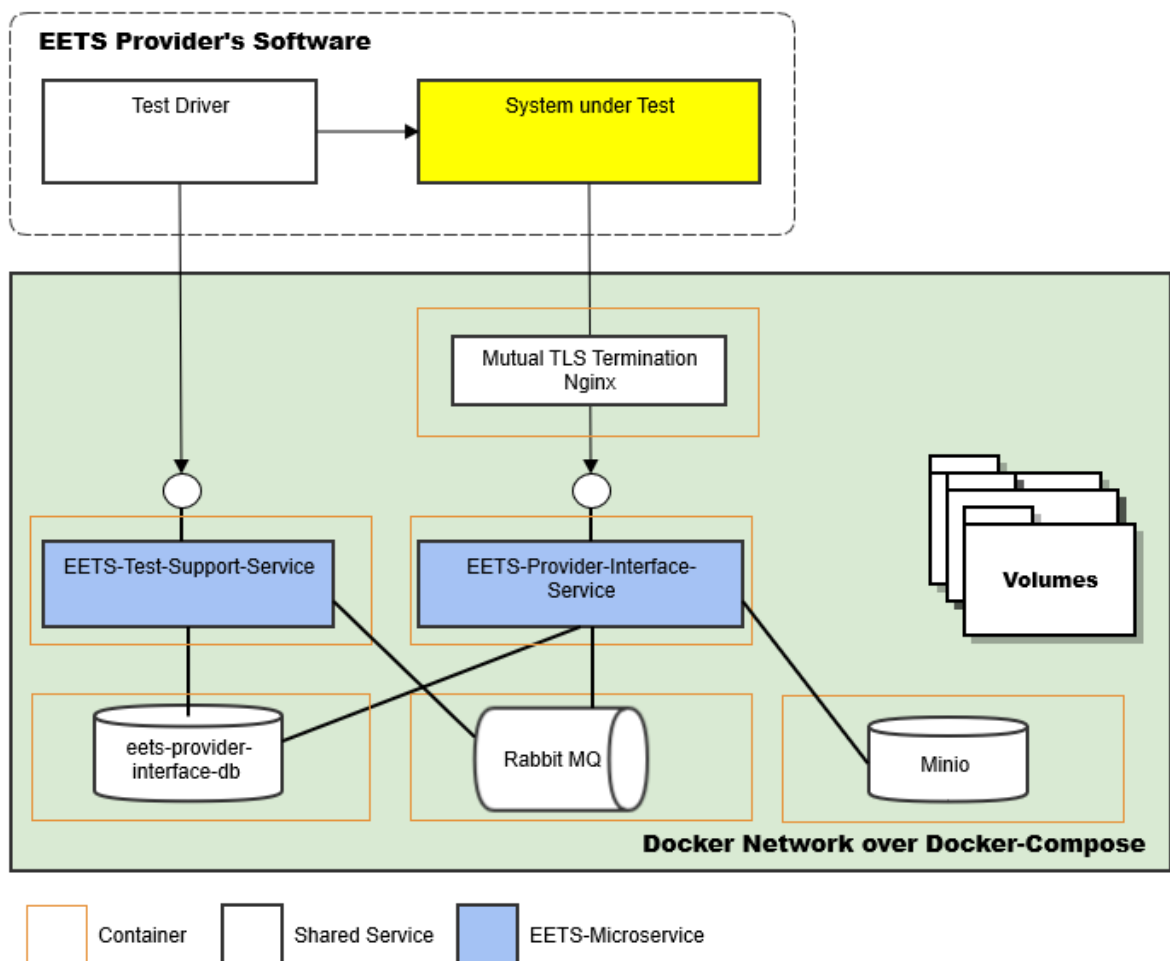 EETS Provider's Software
Test Driver
System under Test
Mutual TLS Termination
Nginx
EETS-Test-Support-Service
EETS-Provider-Interface-
Service
Volumes
eets-provider-
interface-db
Rabbit MQ
Minio
Docker Network over Docker-Compose
Container
Shared Service
EETS-Microservice